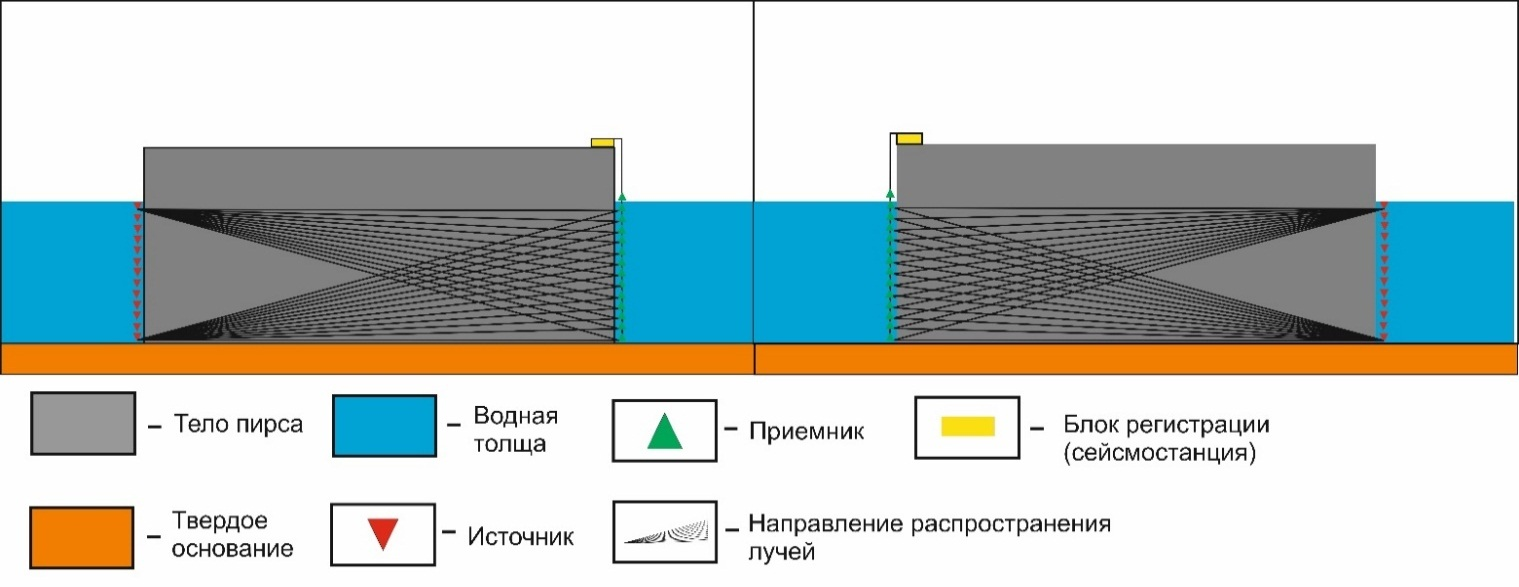 – Тело пирса
– Водная
толща
– Приемник
– Блок регистрации
(сейсмостанция)
– Твердое
основание
– Источник
– Направление распространения
лучей